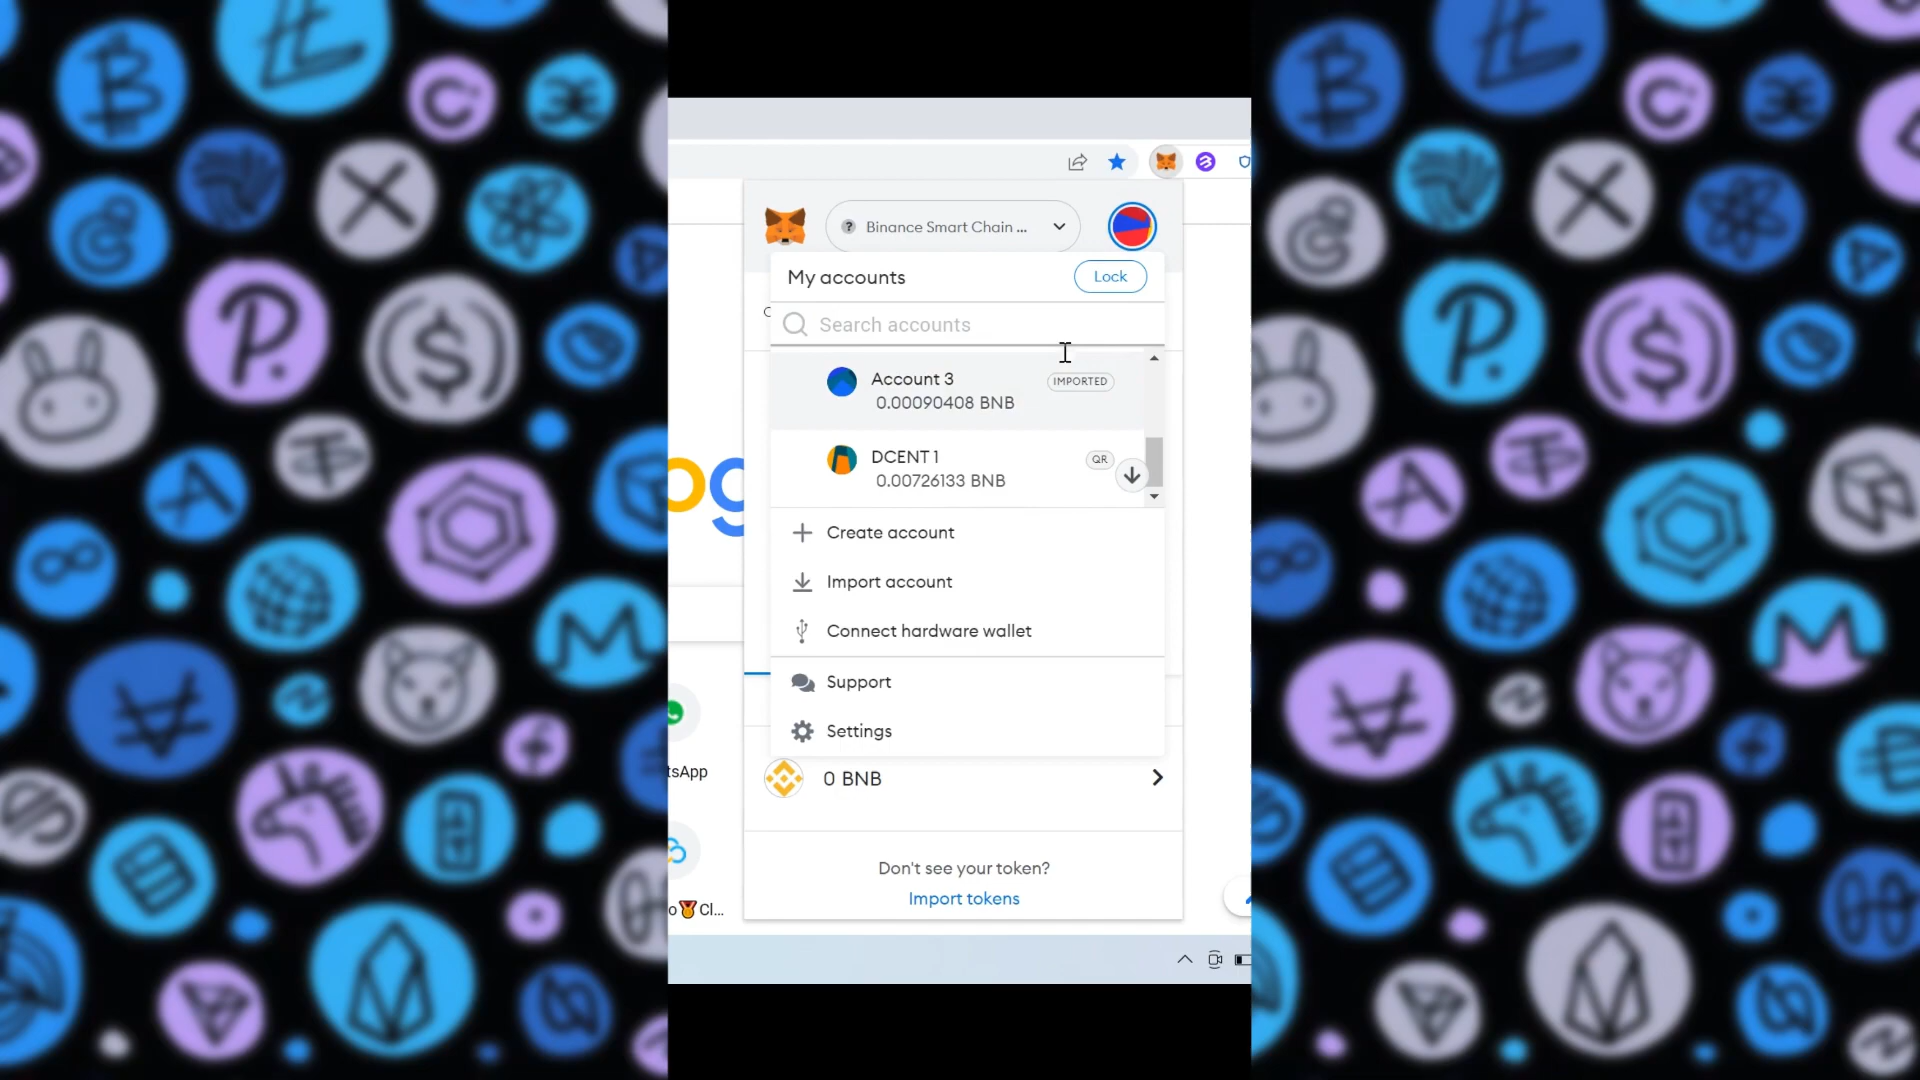 Binance Smart Chain ...
My accounts
Lock
Search accounts
Account 3
IMPORTED
0.00090408 BNB
DCENT 1
QR
0.00726133 BNB
Create account
Import account
Connect hardware wallet
Support
Settings
tsApp
0 BNB
Don't see your token?
Import tokens
o🏅Cl...